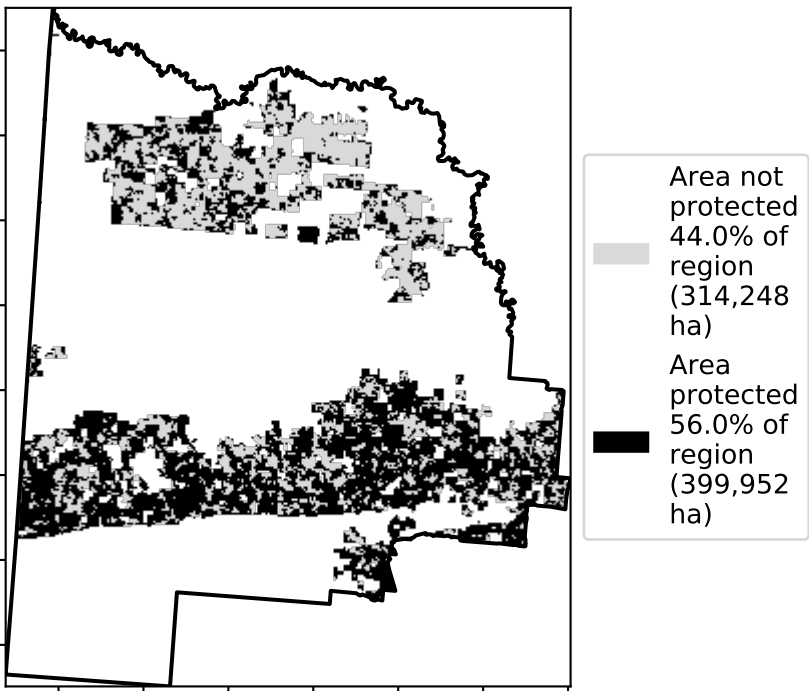 Area not
protected
44.0% of
region
(314,248
ha)
Area
protected
56.0% of
region
(399,952
ha)